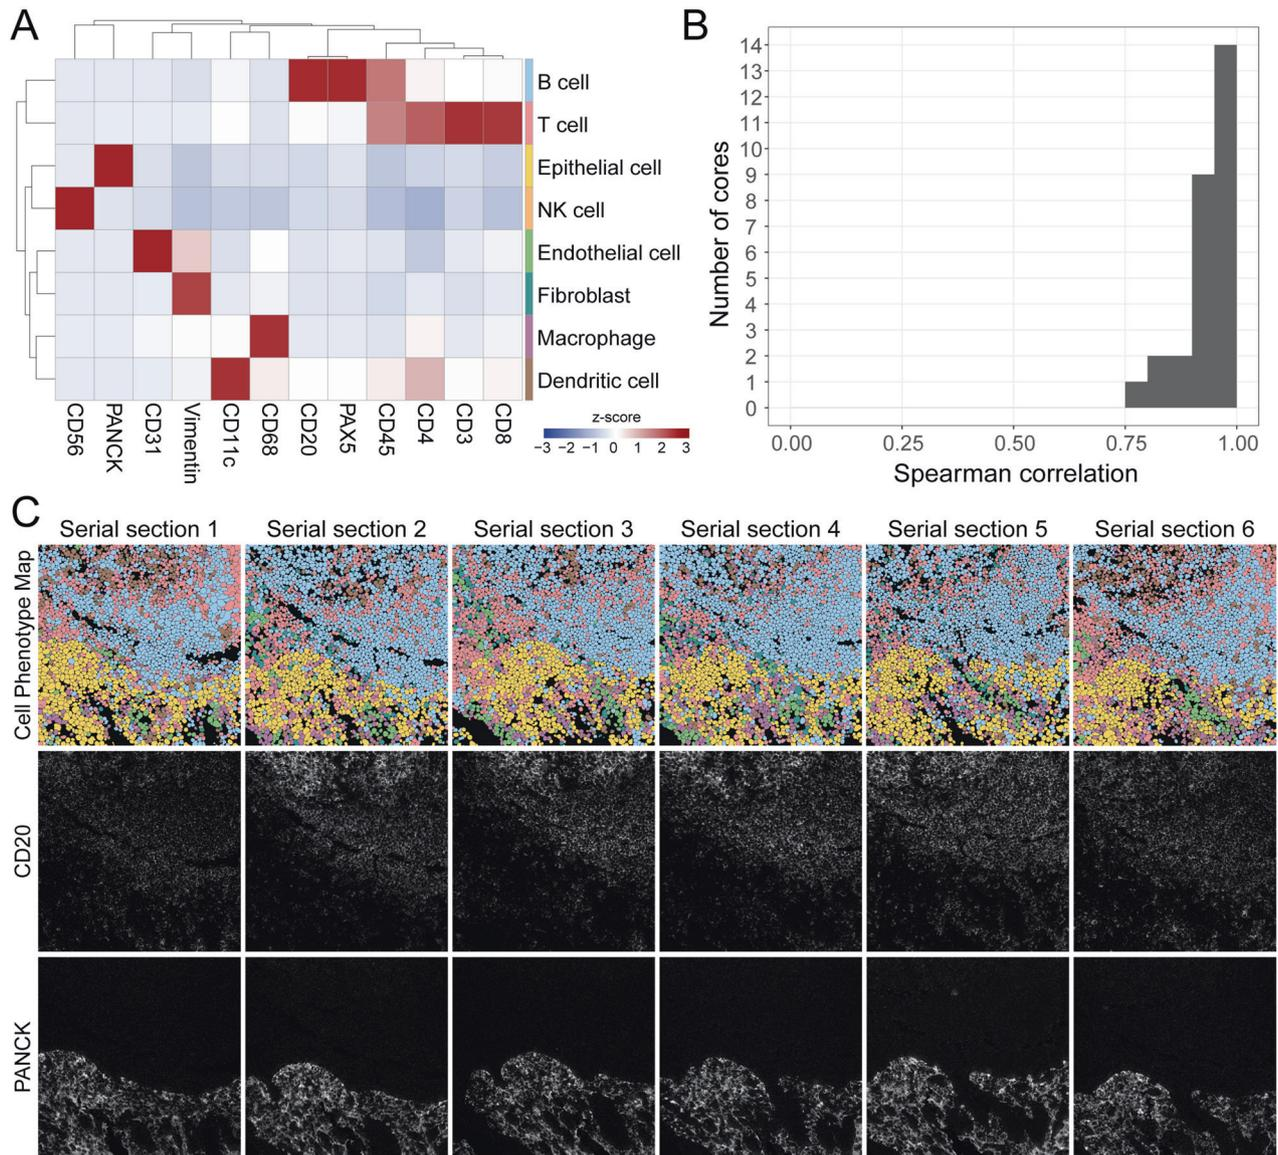 A
B cell
T cell
Epithelial cell
NK cell
Endothelial cell
Fibroblast
Macrophage
Dendritic cell
CD56 PANCK CD31 Vimentin CD11c CD68 CD20 PAX5 CD45 CD4 CD3 CD8
z-score
−3 −2 −1 0 1 2 3
B
Number of cores
14
13
12
11
10
9
8
7
6
5
4
3
2
1
0
0.00 0.25 0.50 0.75 1.00
Spearman correlation
C
Serial section 1 Serial section 2 Serial section 3 Serial section 4 Serial section 5 Serial section 6
Cell Phenotype Map
CD20
PANCK